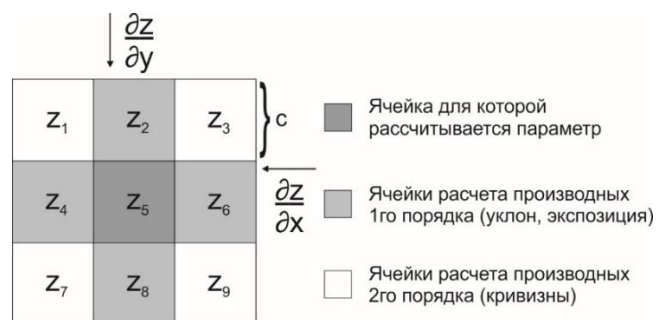 ∂z
∂y
z1 z2 z3
c
Ячейка для которой
рассчитывается параметр
z4 z5 z6
∂z
∂x
Ячейки расчета производных
1го порядка (уклон, экспозиция)
z7 z8 z9
Ячейки расчета производных
2го порядка (кривизны)